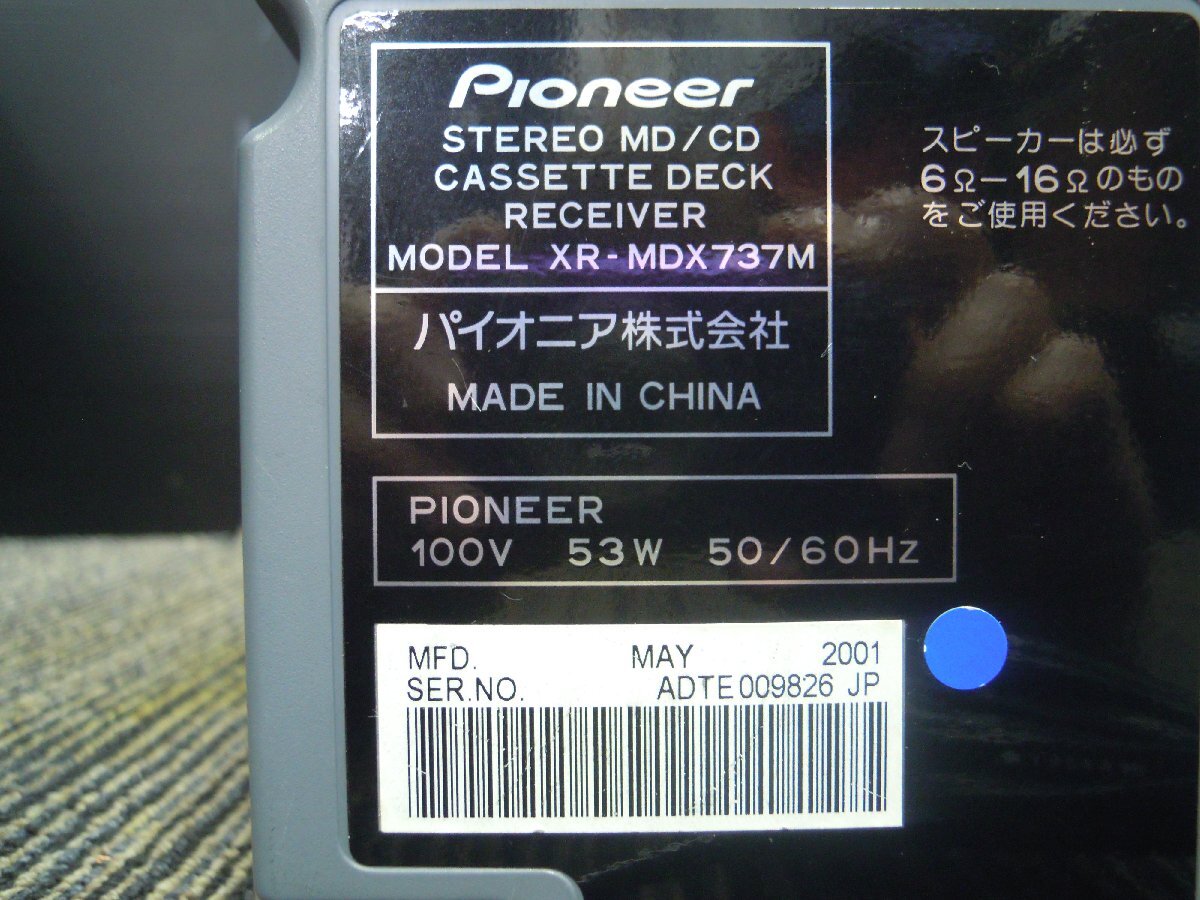 Pioneer
STEREO MD/CD
CASSETTE DECK
RECEIVER
MODEL XR-MDX737M
パイオニア株式会社
MADE IN CHINA
スピーカーは必ず
6Ω−16Ωのもの
をご使用ください。
PIONEER
100V 53W 50/60Hz
MFD. MAY 2001
SER.NO. ADTE009826 JP